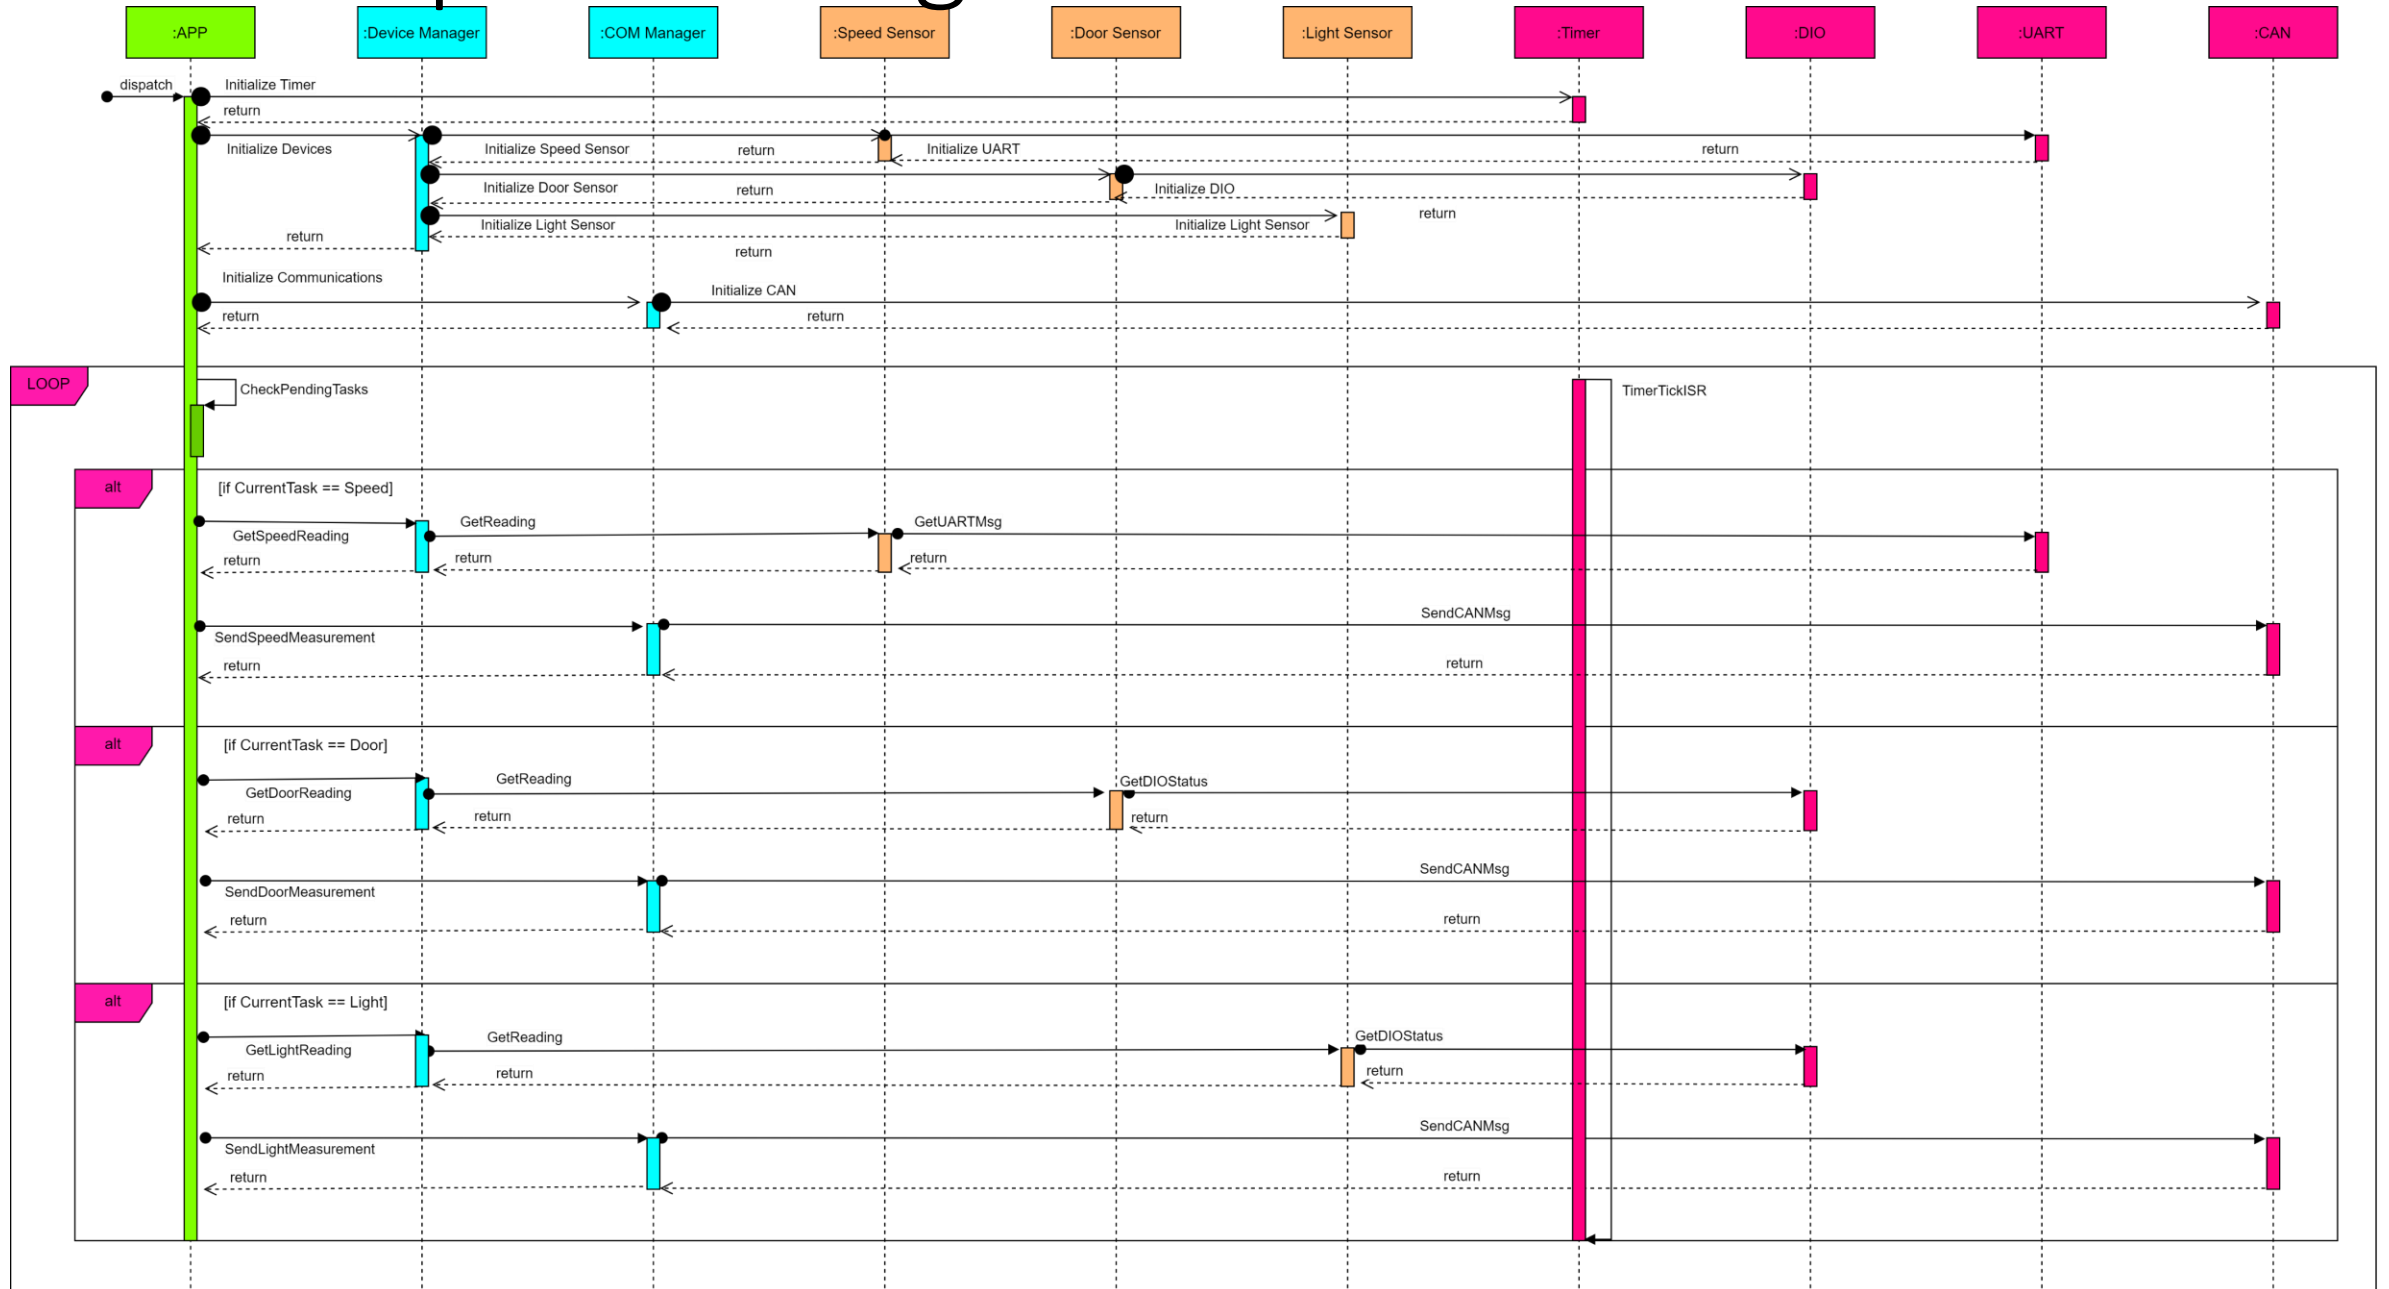 :APP
:Device Manager
:COM Manager
:Speed Sensor
:Door Sensor
:Light Sensor
:Timer
:DIO
:UART
:CAN
dispatch
Initialize Timer
return
Initialize Devices
Initialize Speed Sensor
return
Initialize UART
return
Initialize Door Sensor
return
Initialize DIO
return
Initialize Light Sensor
Initialize Light Sensor
return
return
Initialize Communications
Initialize CAN
return
return
LOOP
CheckPendingTasks
TimerTickISR
alt
[if CurrentTask == Speed]
GetReading
GetUARTMsg
GetSpeedReading
return
return
return
SendCANMsg
SendSpeedMeasurement
return
return
alt
[if CurrentTask == Door]
GetReading
GetDIOStatus
GetDoorReading
return
return
return
SendCANMsg
SendDoorMeasurement
return
return
alt
[if CurrentTask == Light]
GetReading
GetDIOStatus
GetLightReading
return
return
return
SendCANMsg
SendLightMeasurement
return
return